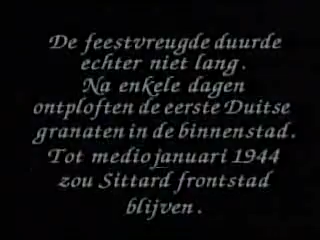 De feestvreugde duurde
echter niet lang.
Na enkele dagen
ontploften de eerste Duitse
granaten in de binnenstad.
Tot medio januari 1944
zou Sittard frontstad
blijven.